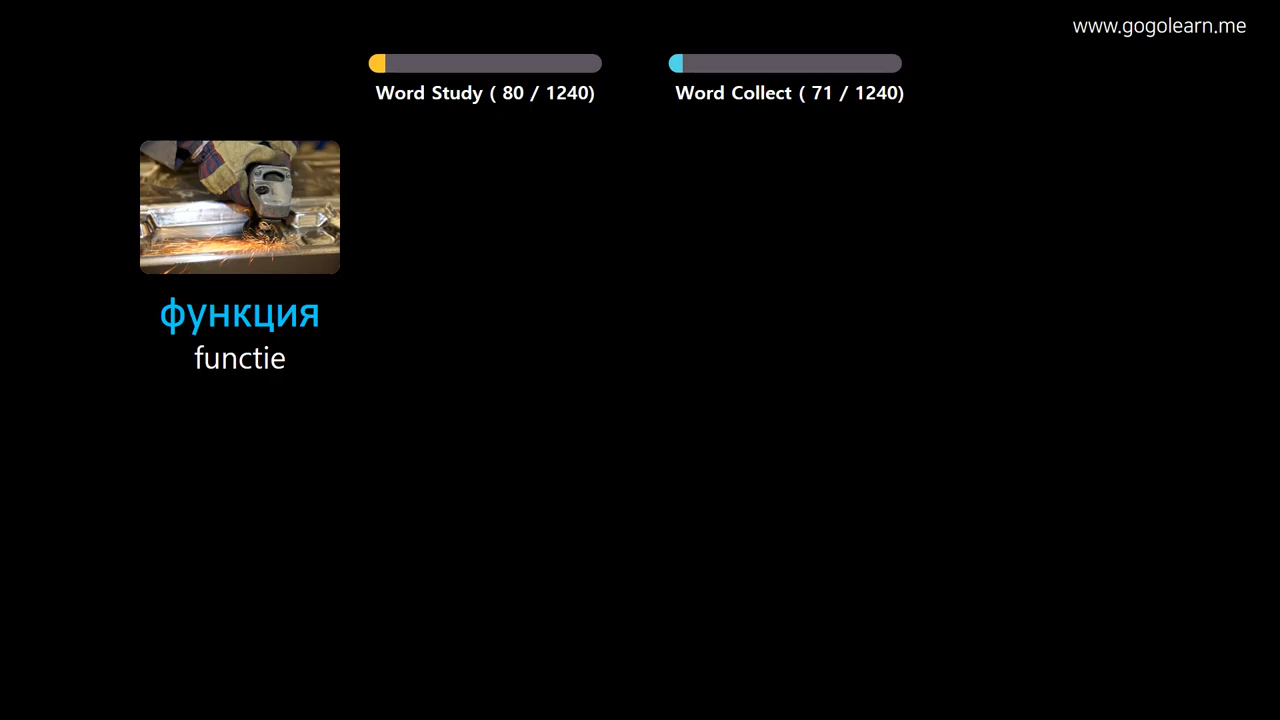 www.gogolearn.me
Word Study ( 80 / 1240)
Word Collect ( 71 / 1240)
функция
functie